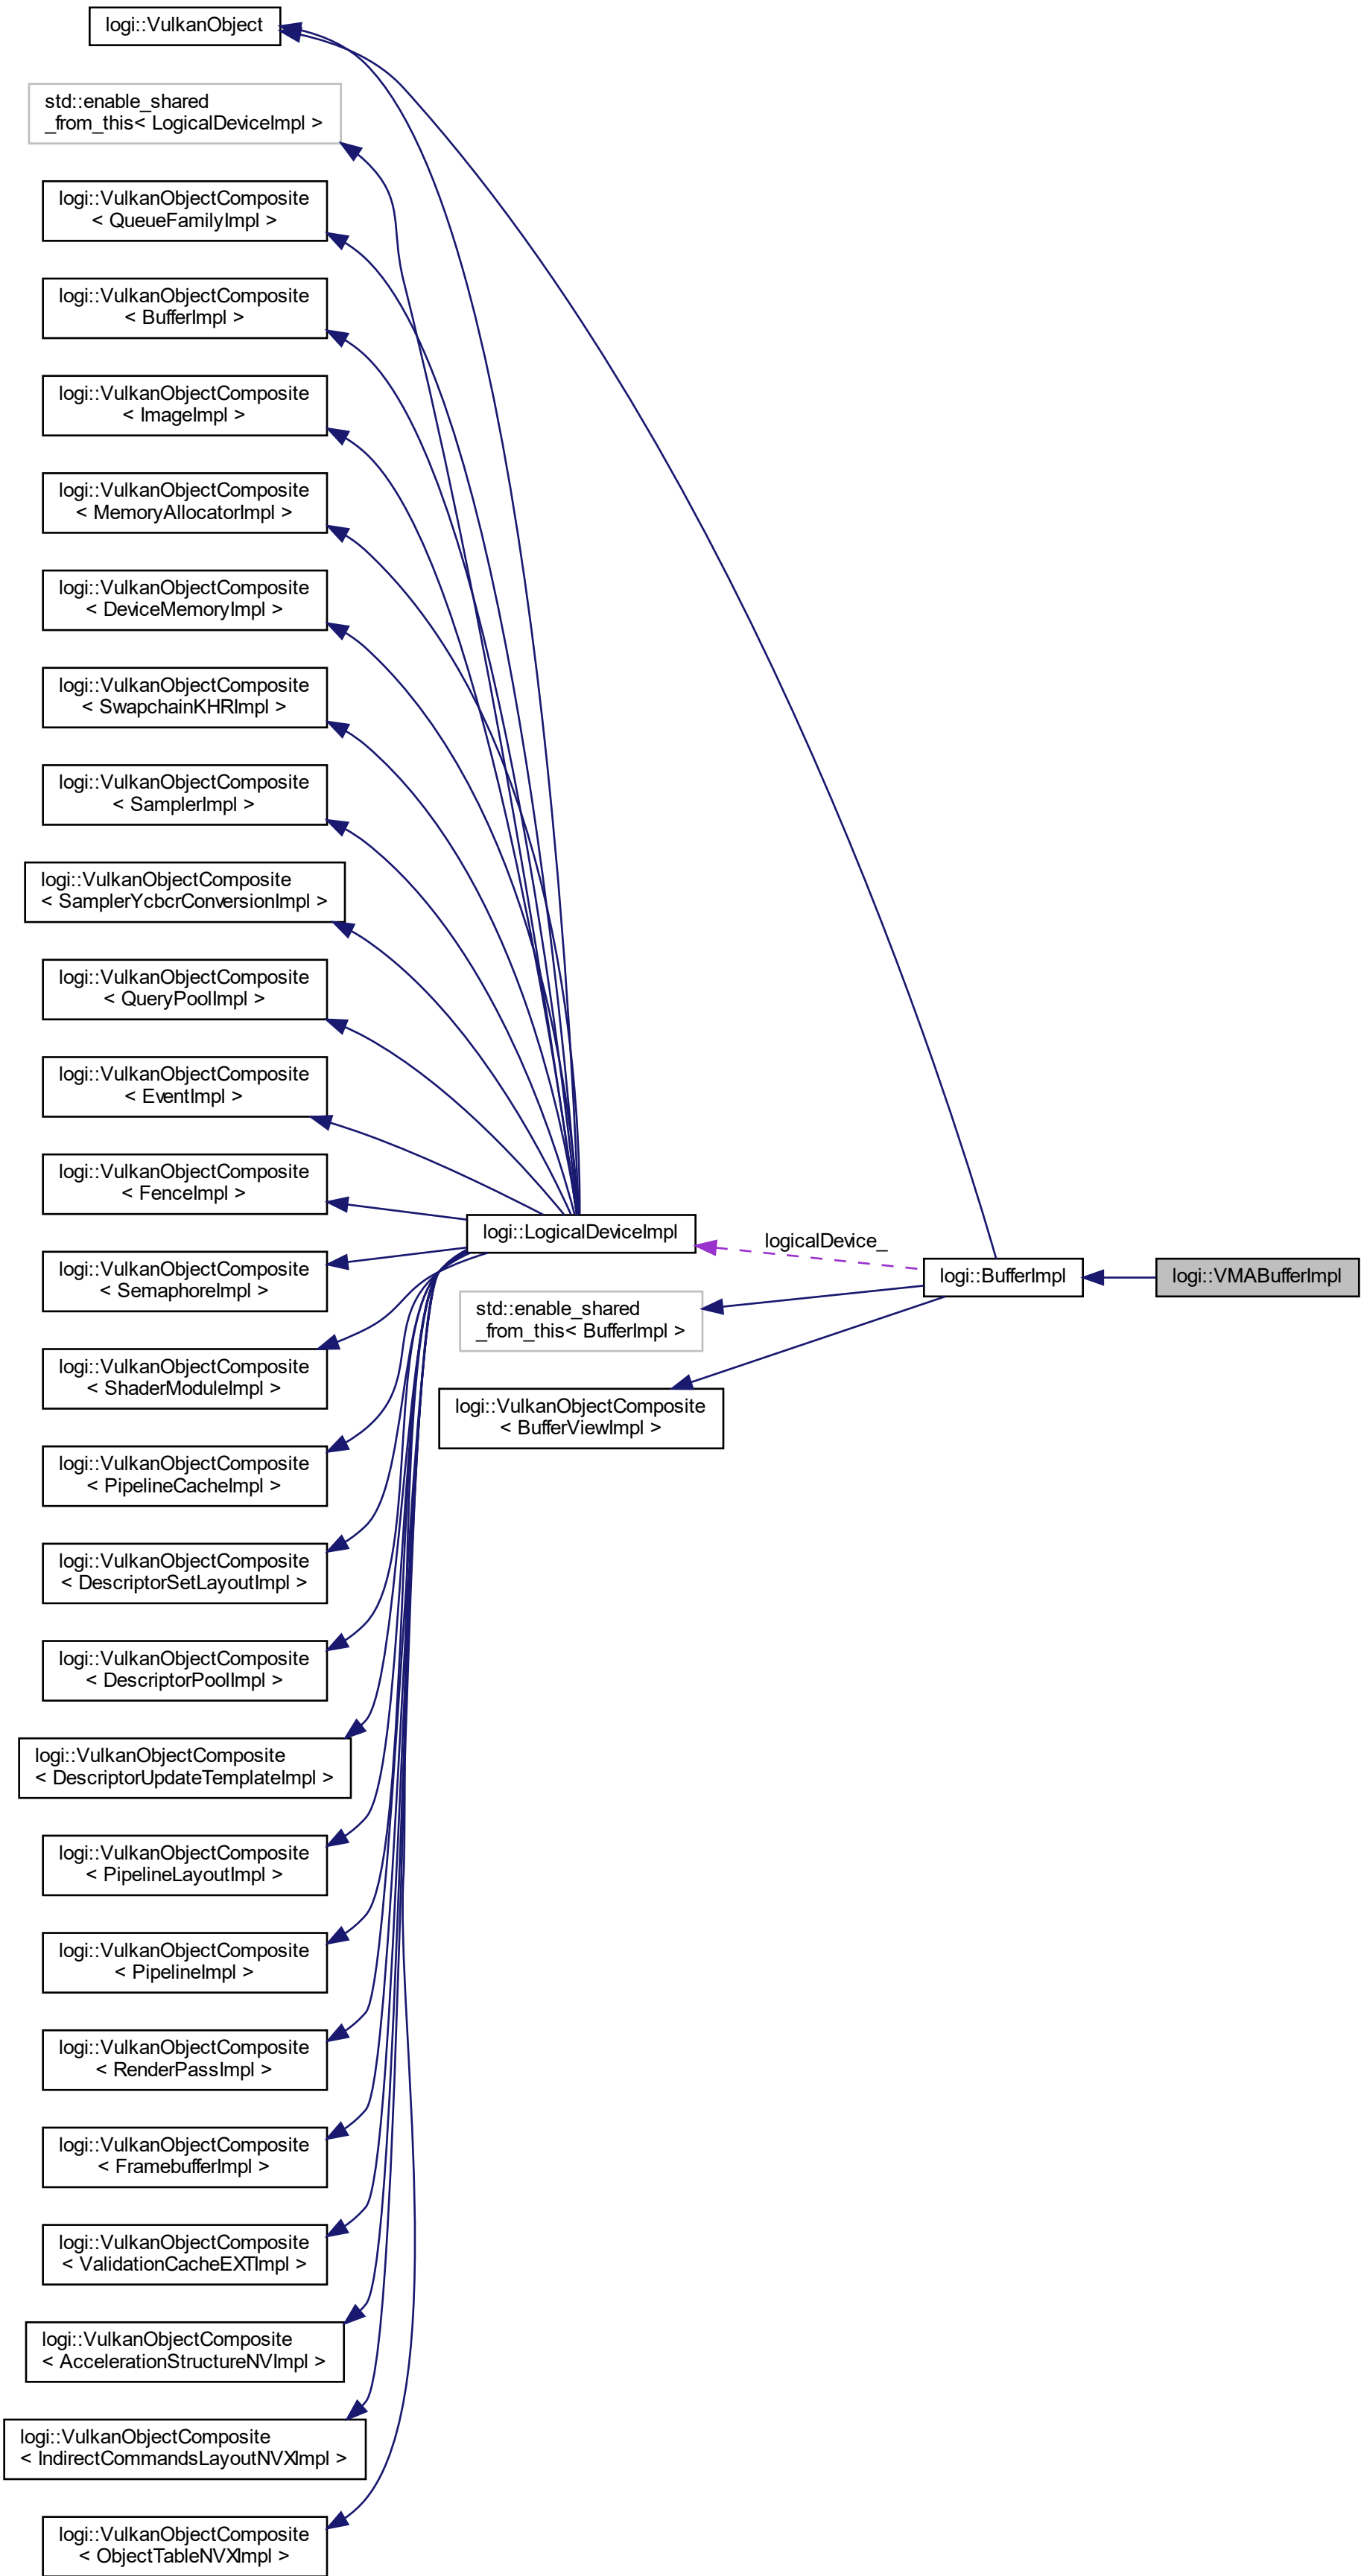 logi::VulkanObject
std::enable_shared
_from_this< LogicalDeviceImpl >
logi::VulkanObjectComposite
< QueueFamilyImpl >
logi::VulkanObjectComposite
< BufferImpl >
logi::VulkanObjectComposite
< ImageImpl >
logi::VulkanObjectComposite
< MemoryAllocatorImpl >
logi::VulkanObjectComposite
< DeviceMemoryImpl >
logi::VulkanObjectComposite
< SwapchainKHRImpl >
logi::VulkanObjectComposite
< SamplerImpl >
logi::VulkanObjectComposite
< SamplerYcbcrConversionImpl >
logi::VulkanObjectComposite
< QueryPoolImpl >
logi::VulkanObjectComposite
< EventImpl >
logi::VulkanObjectComposite
< FenceImpl >
logi::VulkanObjectComposite
< SemaphoreImpl >
logi::VulkanObjectComposite
< ShaderModuleImpl >
logi::VulkanObjectComposite
< PipelineCacheImpl >
logi::VulkanObjectComposite
< DescriptorSetLayoutImpl >
logi::VulkanObjectComposite
< DescriptorPoolImpl >
logi::VulkanObjectComposite
< DescriptorUpdateTemplateImpl >
logi::VulkanObjectComposite
< PipelineLayoutImpl >
logi::VulkanObjectComposite
< PipelineImpl >
logi::VulkanObjectComposite
< RenderPassImpl >
logi::VulkanObjectComposite
< FramebufferImpl >
logi::VulkanObjectComposite
< ValidationCacheEXTImpl >
logi::VulkanObjectComposite
< AccelerationStructureNVImpl >
logi::VulkanObjectComposite
< IndirectCommandsLayoutNVXImpl >
logi::VulkanObjectComposite
< ObjectTableNVXImpl >
logi::LogicalDeviceImpl
std::enable_shared
_from_this< BufferImpl >
logi::VulkanObjectComposite
< BufferViewImpl >
logicalDevice_
logi::BufferImpl
logi::VMABufferImpl